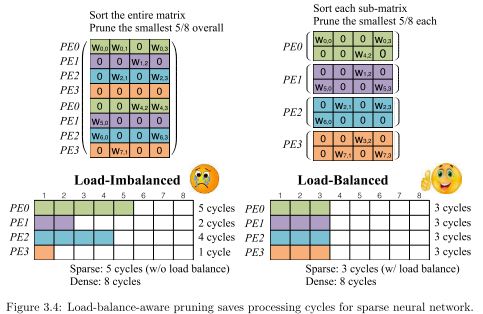 Sort the entire matrix
Prune the smallest 5/8 overall
PE0 W0,0 W0,1 0 W0,3
PE1 0 0 W1,2 0
PE2 0 W2,1 0 W2,3
PE3 0 0 0 0
PE0 0 0 W4,2 W4,3
PE1 W5,0 0 0 0
PE2 W6,0 0 0 W6,3
PE3 0 W7,1 0 0
Sort each sub-matrix
Prune the smallest 5/8 each
PE0 W0,0 0 0 W0,3
0 0 W4,2 0
PE1 0 0 W1,2 0
W5,0 0 0 W5,3
PE2 0 W2,1 0 W2,3
W6,0 0 0 0
PE3 0 0 W3,2 0
0 W7,1 0 W7,3
Load-Imbalanced
1 2 3 4 5 6 7 8
PE0 5 cycles
PE1 2 cycles
PE2 4 cycles
PE3 1 cycle
Sparse: 5 cycles (w/o load balance)
Dense: 8 cycles
Load-Balanced
1 2 3 4 5 6 7 8
PE0 3 cycles
PE1 3 cycles
PE2 3 cycles
PE3 3 cycles
Sparse: 3 cycles (w/ load balance)
Dense: 8 cycles
Figure 3.4: Load-balance-aware pruning saves processing cycles for sparse neural network.